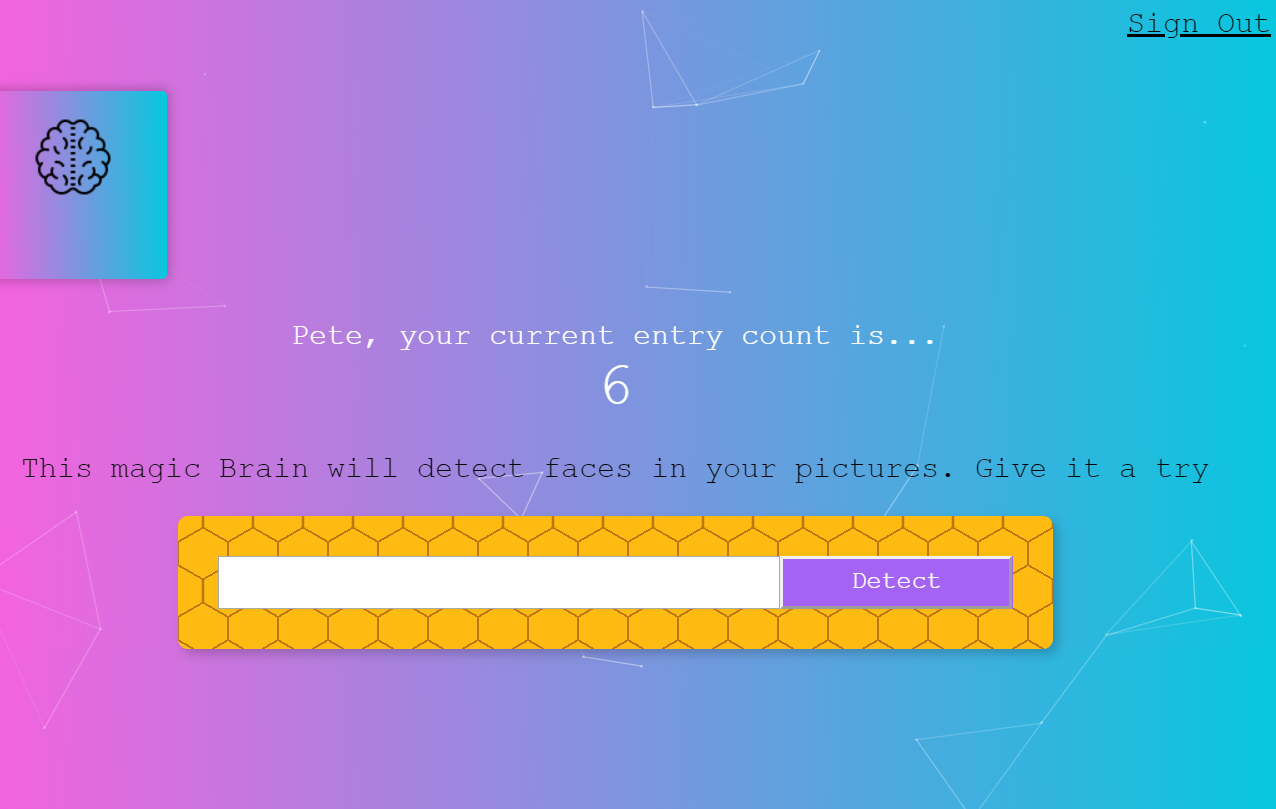 Sign Out
Pete, your current entry count is...
6
This magic Brain will detect faces in your pictures. Give it a try
Detect